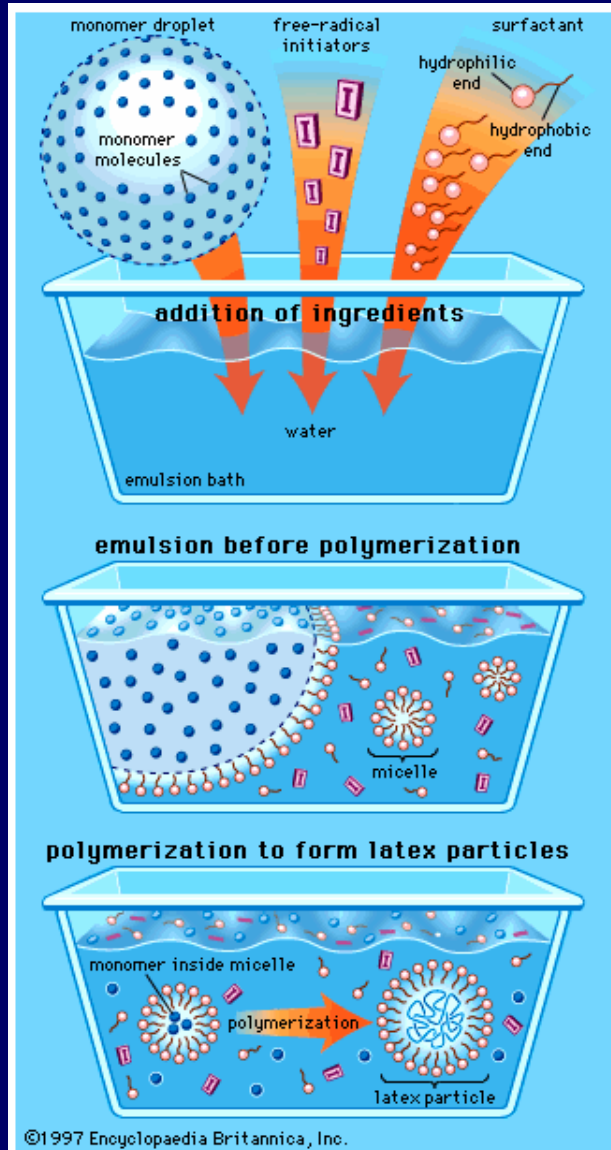 monomer droplet
free-radical
initiators
surfactant
hydrophilic
end
hydrophobic
end
monomer
molecules
I
I
I
I
I
addition of ingredients
water
emulsion bath
emulsion before polymerization
I
I
I
I
I
I
micelle
polymerization to form latex particles
monomer inside micelle
I
I
polymerization
I
I
I
I
latex particle
©1997 Encyclopaedia Britannica, Inc.